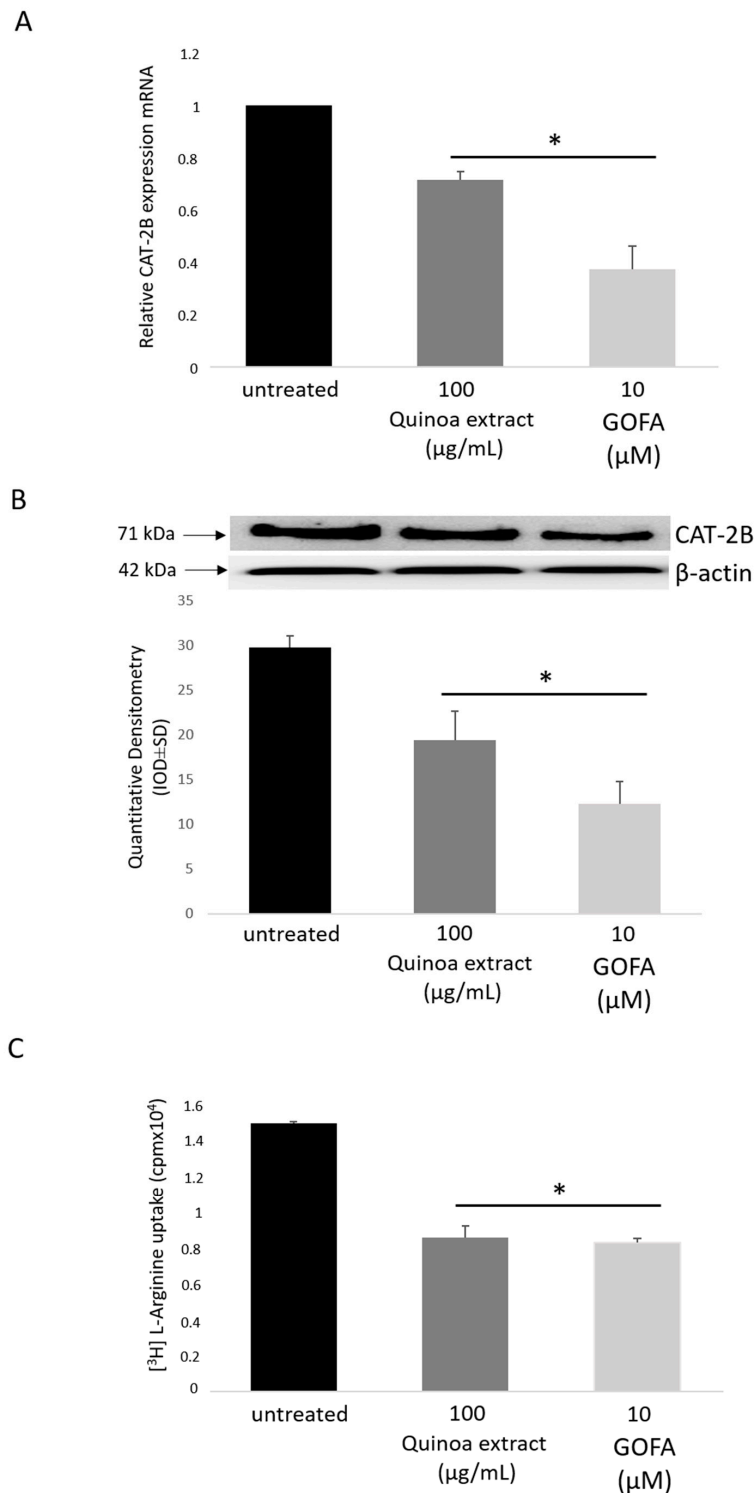 A
Relative CAT-2B expression mRNA
1.2
1
0.8
0.6
0.4
0.2
0
*
untreated
100
Quinoa extract
(µg/mL)
10
GOFA
(µM)
B
71 kDa
CAT-2B
42 kDa
β-actin
Quantitative Densitometry
(IOD±SD)
35
30
25
20
15
10
5
0
*
untreated
100
Quinoa extract
(µg/mL)
10
GOFA
(µM)
C
[³H] L-Arginine uptake (cpmx10⁴)
1.6
1.4
1.2
1
0.8
0.6
0.4
0.2
0
*
untreated
100
Quinoa extract
(µg/mL)
10
GOFA
(µM)